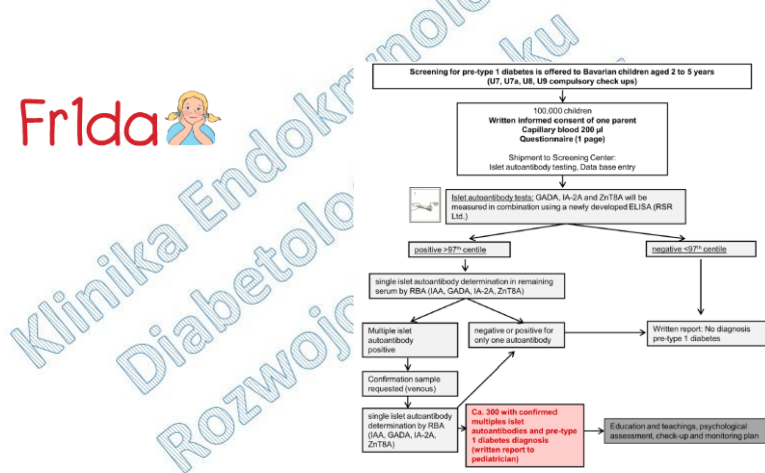 Fr1da
Klinika Endokrynolo
Diabetolo
Rozwojo
ku
Screening for pre-type 1 diabetes is offered to Bavarian children aged 2 to 5 years
(U7, U7a, U8, U9 compulsory check ups)
100,000 children
Written informed consent of one parent
Capillary blood 200 µl
Questionnaire (1 page)
Shipment to Screening Center:
Islet autoantibody testing, Data base entry
Islet autoantibody tests: GADA, IA-2A and ZnT8A will be
measured in combination using a newly developed ELISA (RSR
Ltd.)
positive >97th centile
negative <97th centile
single islet autoantibody determination in remaining
serum by RBA (IAA, GADA, IA-2A, ZnT8A)
Multiple islet
autoantibody
positive
negative or positive for
only one autoantibody
Written report: No diagnosis
pre-type 1 diabetes
Confirmation sample
requested (venous)
single islet autoantibody
determination by RBA
(IAA, GADA, IA-2A,
ZnT8A)
Ca. 300 with confirmed
multiples islet
autoantibodies and pre-type
1 diabetes diagnosis
(written report to
pediatrician)
Education and teachings, psychological
assessment, check-up and monitoring plan